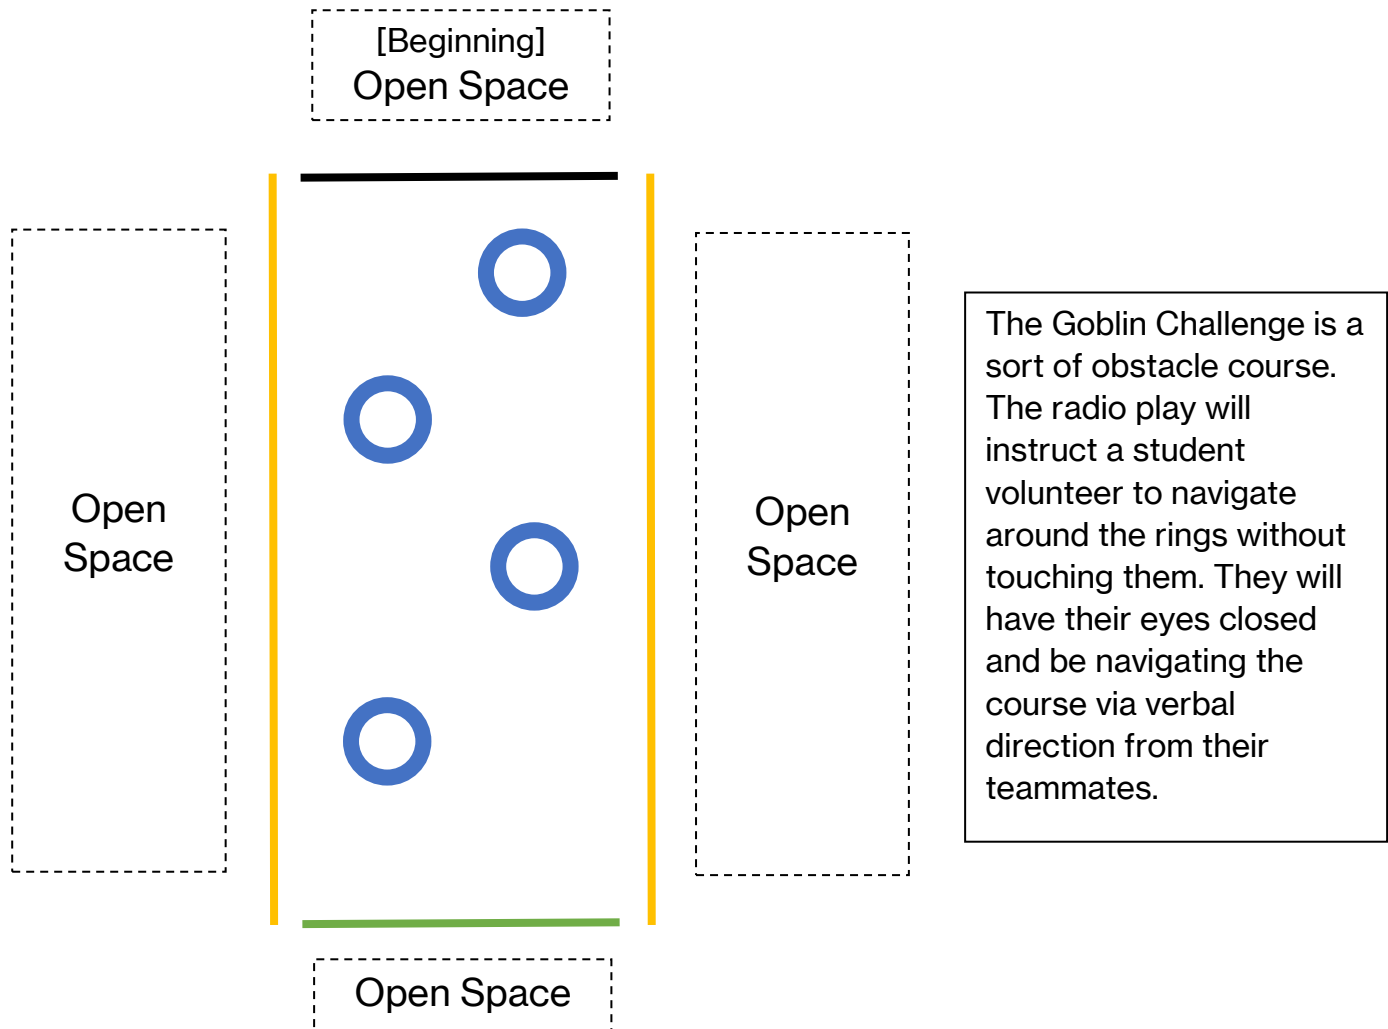 [Beginning]
Open Space
Open
Space
Open
Space
The Goblin Challenge is a
sort of obstacle course.
The radio play will
instruct a student
volunteer to navigate
around the rings without
touching them. They will
have their eyes closed
and be navigating the
course via verbal
direction from their
teammates.
Open Space